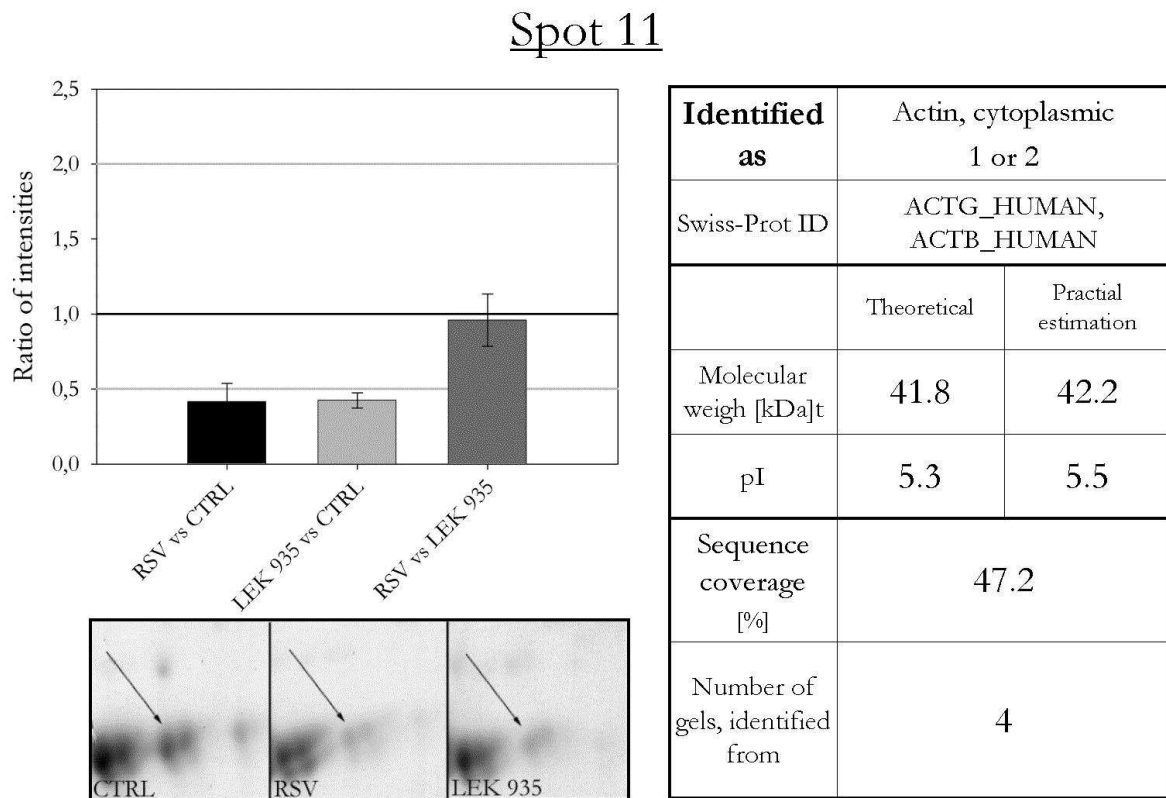 Spot 11
Ratio of intensities
2,5
2,0
1,5
1,0
0,5
0,0
RSV vs CTRL
LEK 935 vs CTRL
RSV vs LEK 935
CTRL
RSV
LEK 935
Identified
as
Actin, cytoplasmic
1 or 2
Swiss-Prot ID
ACTG_HUMAN,
ACTB_HUMAN
Theoretical
Practial
estimation
Molecular
weigh [kDa]t
41.8
42.2
pI
5.3
5.5
Sequence
coverage
[%]
47.2
Number of
gels, identified
from
4